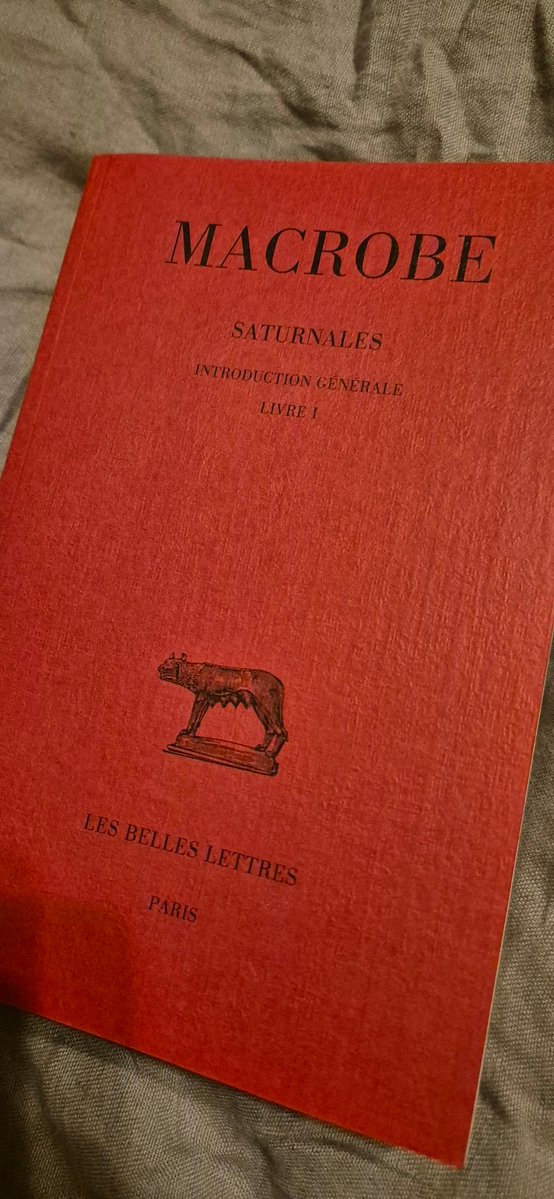 MACROBE
SATURNALES
INTRODUCTION GÉNÉRALE
LIVRE I
LES BELLES LETTRES
PARIS